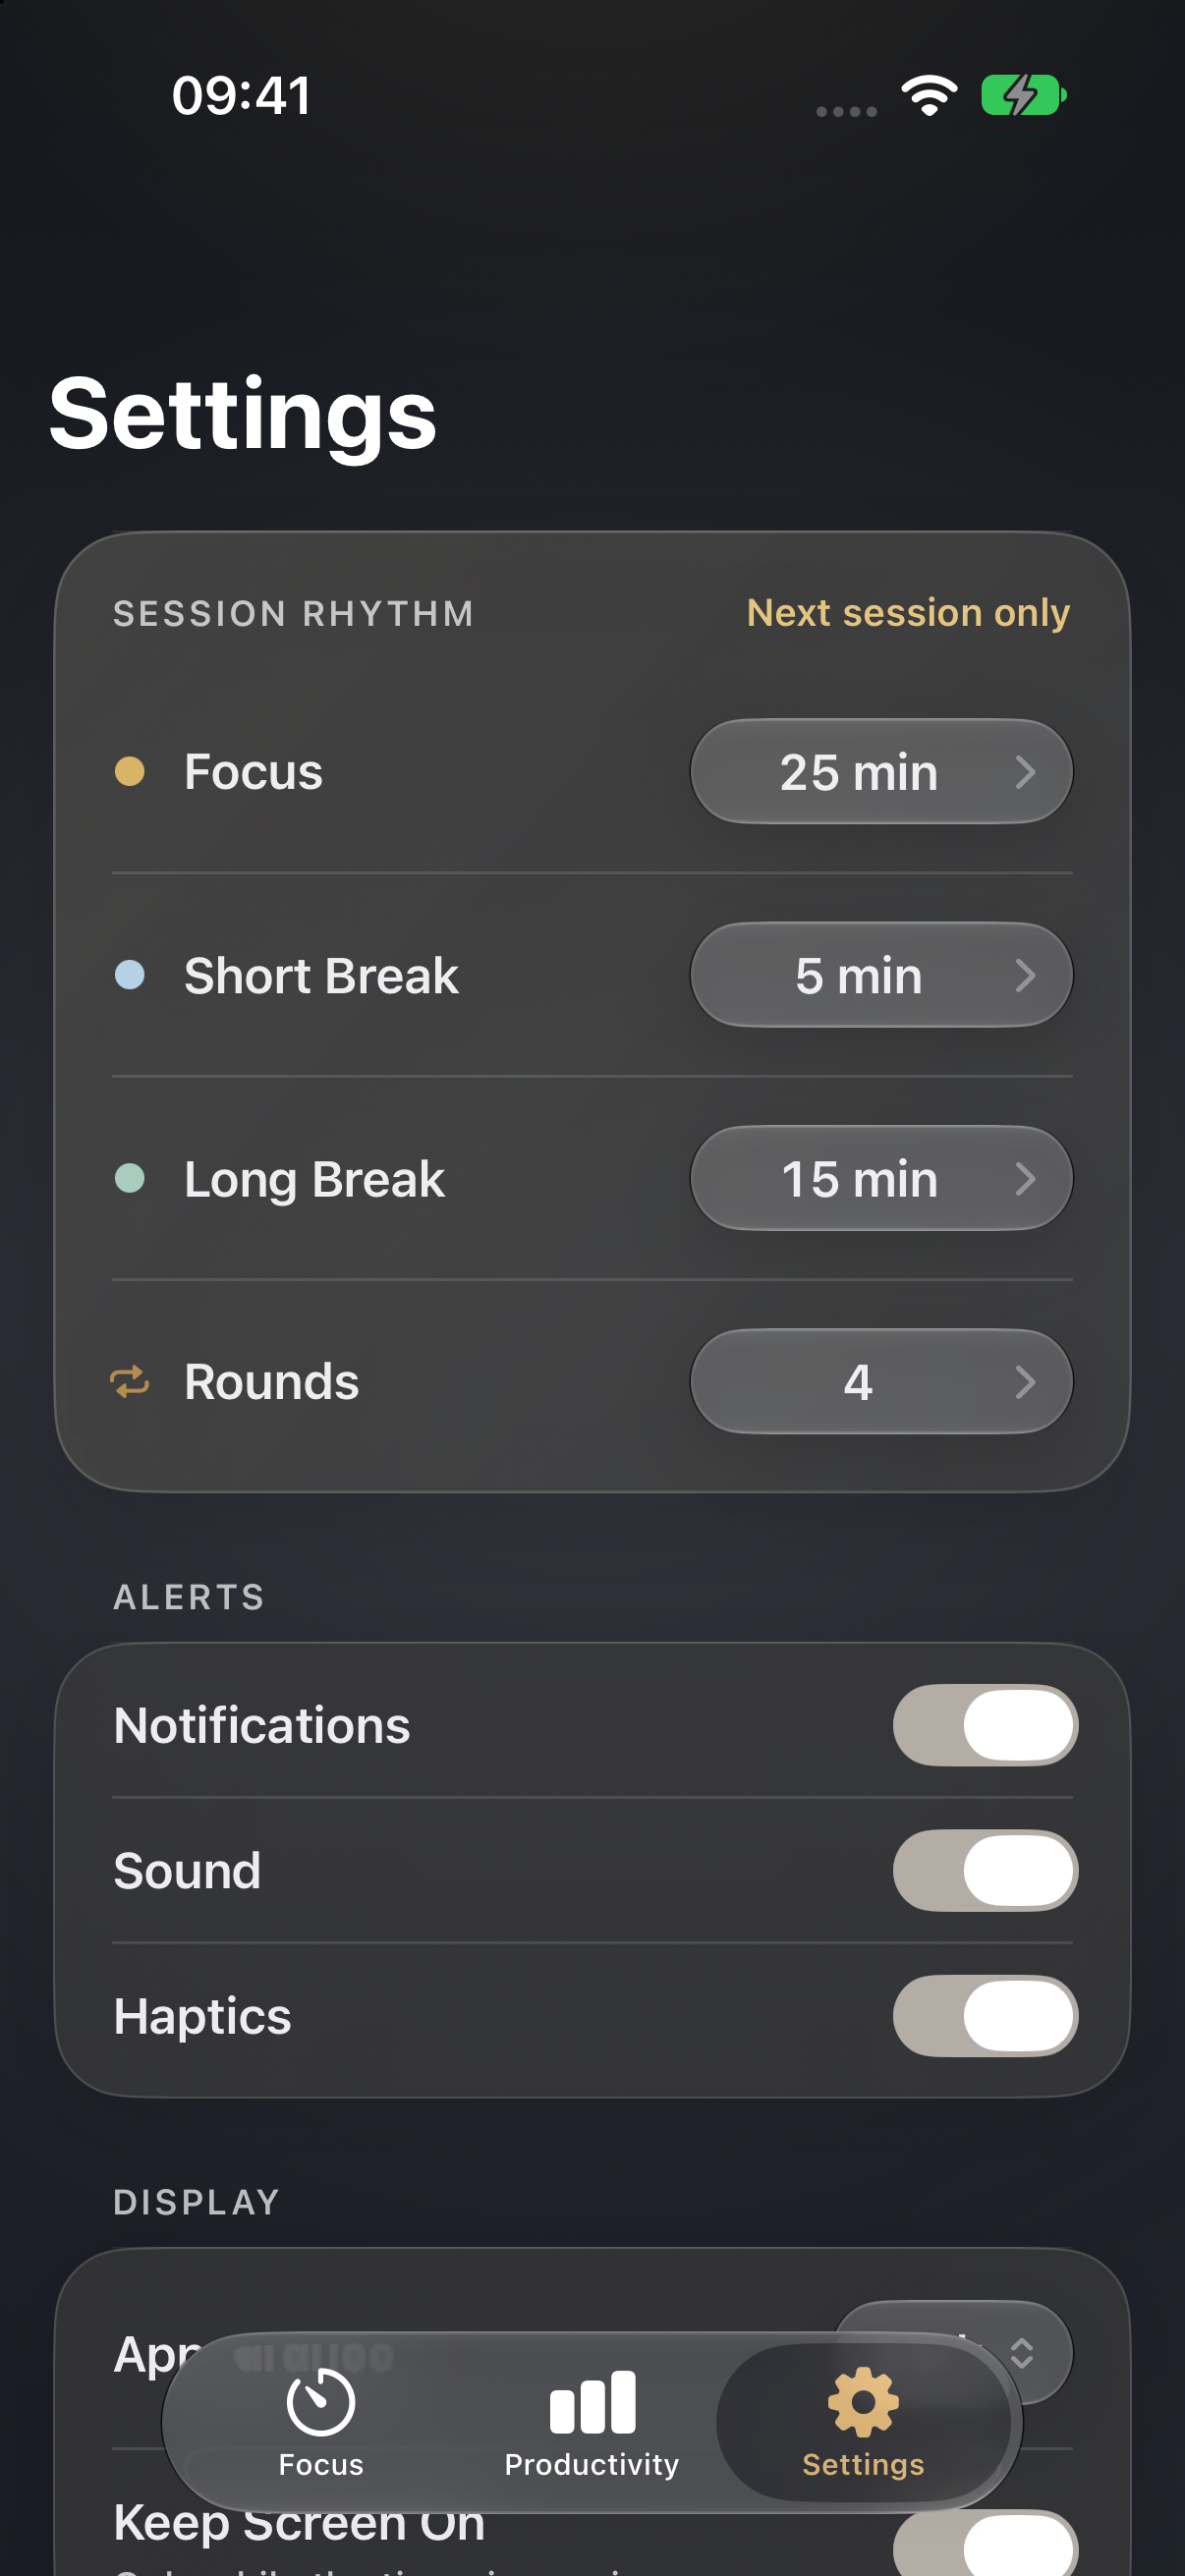 09:41
Settings
SESSION RHYTHM
Next session only
Focus
25 min
Short Break
5 min
Long Break
15 min
Rounds
4
ALERTS
Notifications
Sound
Haptics
DISPLAY
Keep Screen On
Focus
Productivity
Settings